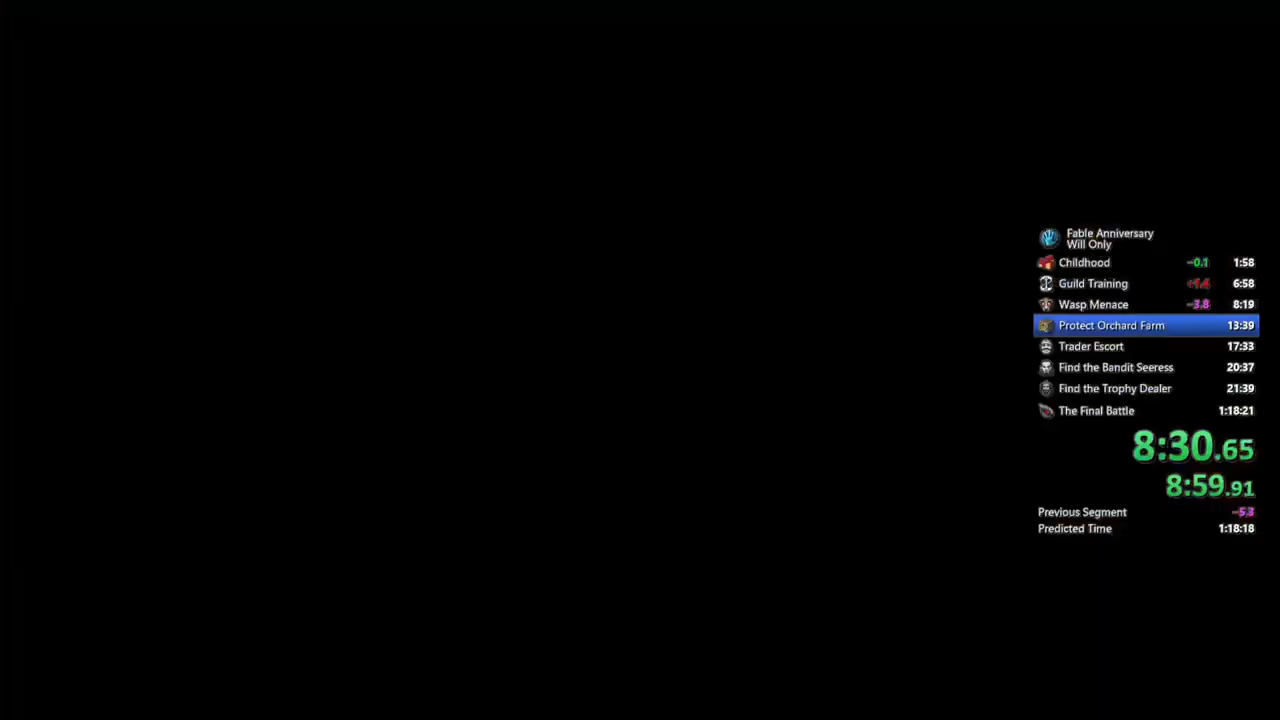 Fable Anniversary
Will Only
Childhood -0.1 1:58
Guild Training +1.4 6:58
Wasp Menace -3.8 8:19
Protect Orchard Farm 13:39
Trader Escort 17:33
Find the Bandit Seeress 20:37
Find the Trophy Dealer 21:39
The Final Battle 1:18:21
8:30.65
8:59.91
Previous Segment -5.3
Predicted Time 1:18:18